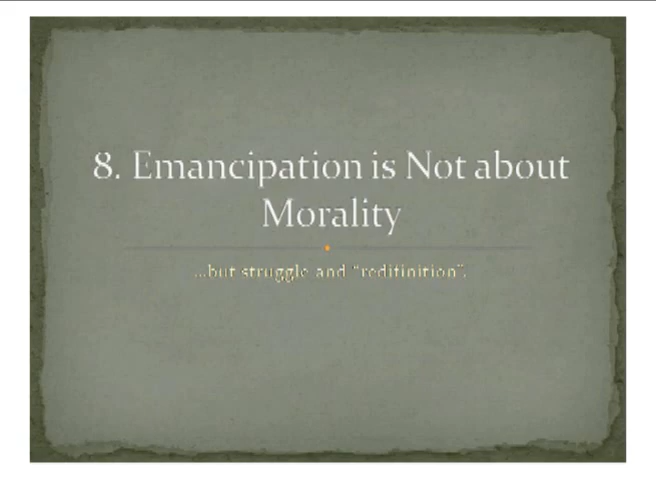 8. Emancipation is Not about
Morality
...but struggle and "redifinition".